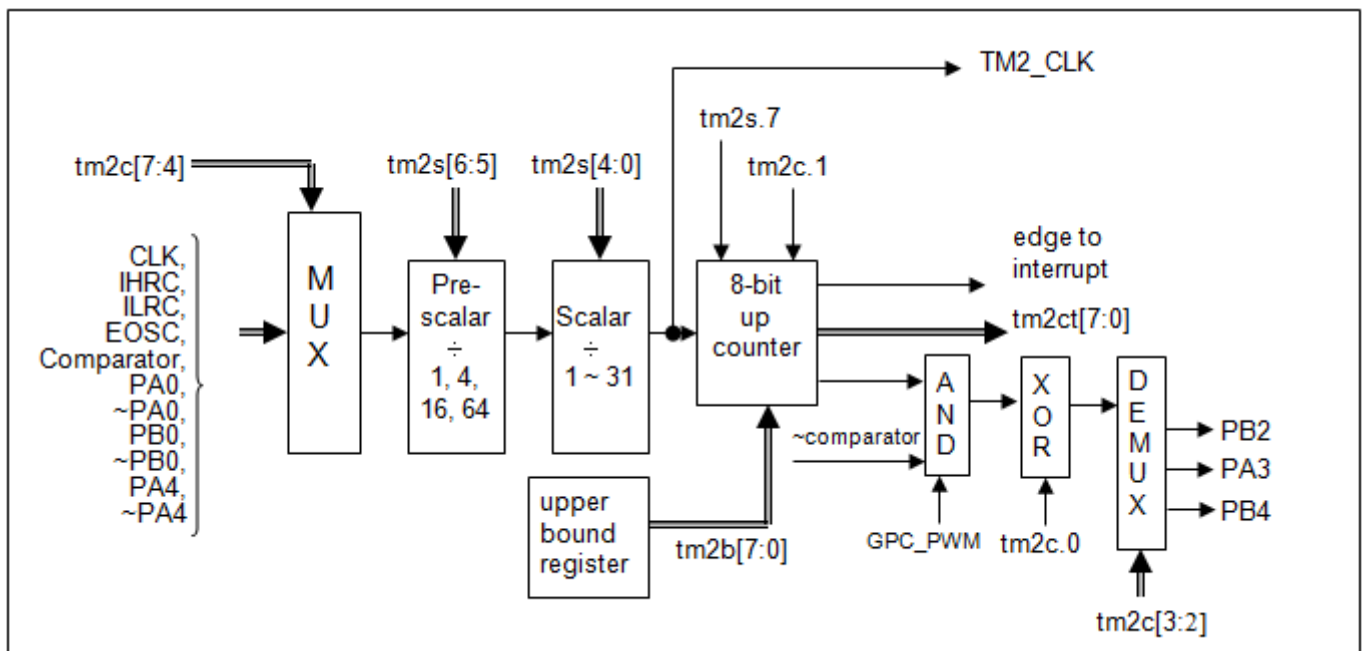 TM2_CLK
tm2s.7
tm2c[7:4]
tm2s[6:5]
tm2s[4:0]
tm2c.1
CLK,
IHRC,
ILRC,
EOSC,
Comparator,
PA0,
~PA0,
PB0,
~PB0,
PA4,
~PA4
M
U
X
Pre-
scalar
÷
1, 4,
16, 64
Scalar
÷
1 ~ 31
8-bit
up
counter
edge to
interrupt
tm2ct[7:0]
~comparator
A
N
D
X
O
R
D
E
M
U
X
PB2
PA3
PB4
upper
bound
register
tm2b[7:0]
GPC_PWM
tm2c.0
tm2c[3:2]